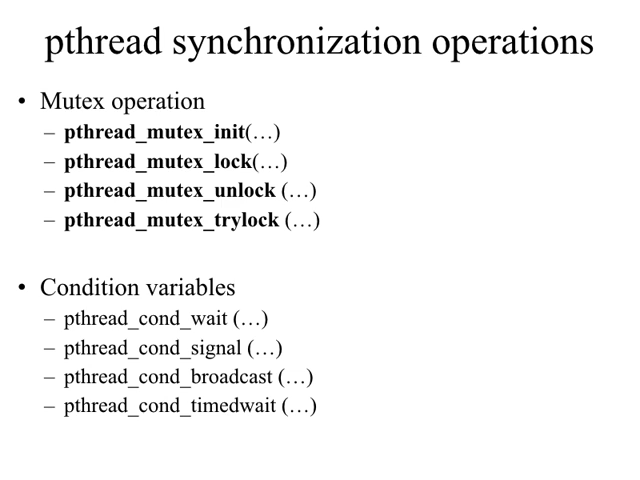 pthread synchronization operations
• Mutex operation
– pthread_mutex_init(…)
– pthread_mutex_lock(…)
– pthread_mutex_unlock (…)
– pthread_mutex_trylock (…)
• Condition variables
– pthread_cond_wait (…)
– pthread_cond_signal (…)
– pthread_cond_broadcast (…)
– pthread_cond_timedwait (…)